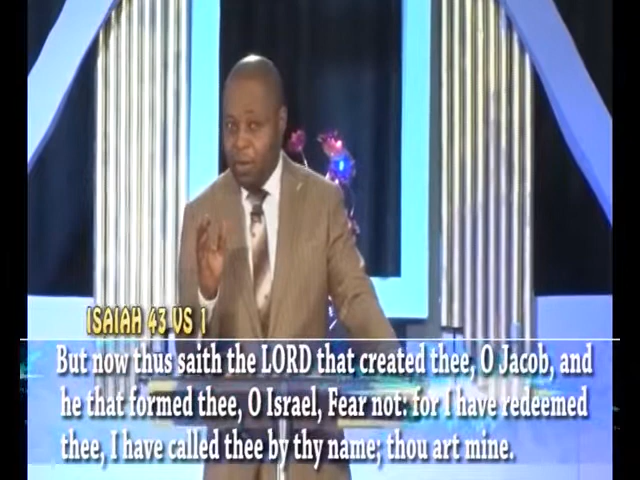 ISAIAH 43 VS 1
But now thus saith the LORD that created thee, O Jacob, and
he that formed thee, O Israel, Fear not: for I have redeemed
thee, I have called thee by thy name; thou art mine.